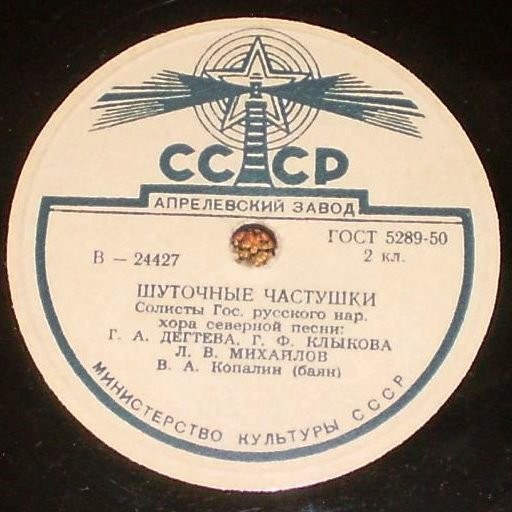 СССР
АПРЕЛЕВСКИЙ ЗАВОД
ГОСТ 5289-50
В – 24427
2 кл.
ШУТОЧНЫЕ ЧАСТУШКИ
Солисты Гос. русского нар.
хора северной песни:
Г. А. ДЕГТЕВА, Г. Ф. КЛЫКОВА
Л. В. МИХАЙЛОВ
В. А. Копалин (баян)
МИНИСТЕРСТВО КУЛЬТУРЫ СССР